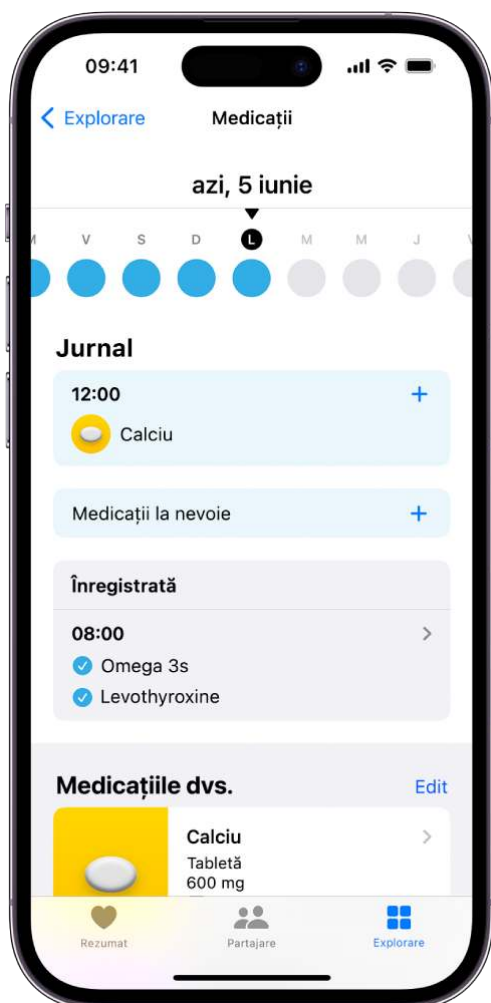 09:41
Explorare Medicații
azi, 5 iunie
V S D L M M J
Jurnal
12:00
Calciu
Medicații la nevoie
Înregistrată
08:00
Omega 3s
Levothyroxine
Medicațiile dvs. Edit
Calciu
Tabletă
600 mg
Rezumat Partajare Explorare